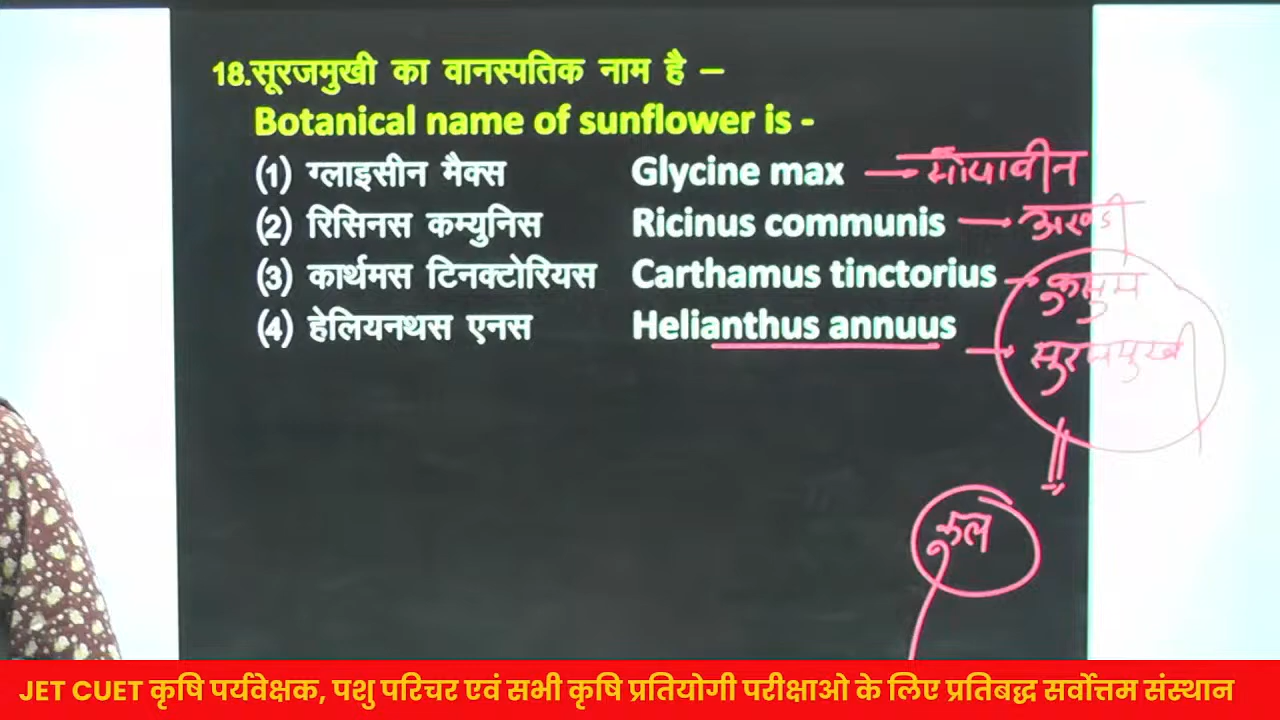 18.सूरजमुखी का वानस्पतिक नाम है –
Botanical name of sunflower is -
(1) ग्लाइसीन मैक्स Glycine max → सोयाबीन
(2) रिसिनस कम्युनिस Ricinus communis → अरण्डी
(3) कार्थमस टिनक्टोरियस Carthamus tinctorius → कुसुम
(4) हेलियनथस एनस Helianthus annuus → सूरजमुखी
कुल
JET CUET कृषि पर्यवेक्षक, पशु परिचर एवं सभी कृषि प्रतियोगी परीक्षाओ के लिए प्रतिबद्ध सर्वोत्तम संस्थान